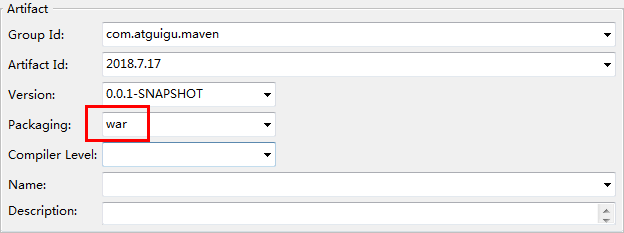 Artifact
Group Id: com.atguigu.maven
Artifact Id: 2018.7.17
Version: 0.0.1-SNAPSHOT
Packaging: war
Compiler Level:
Name:
Description: